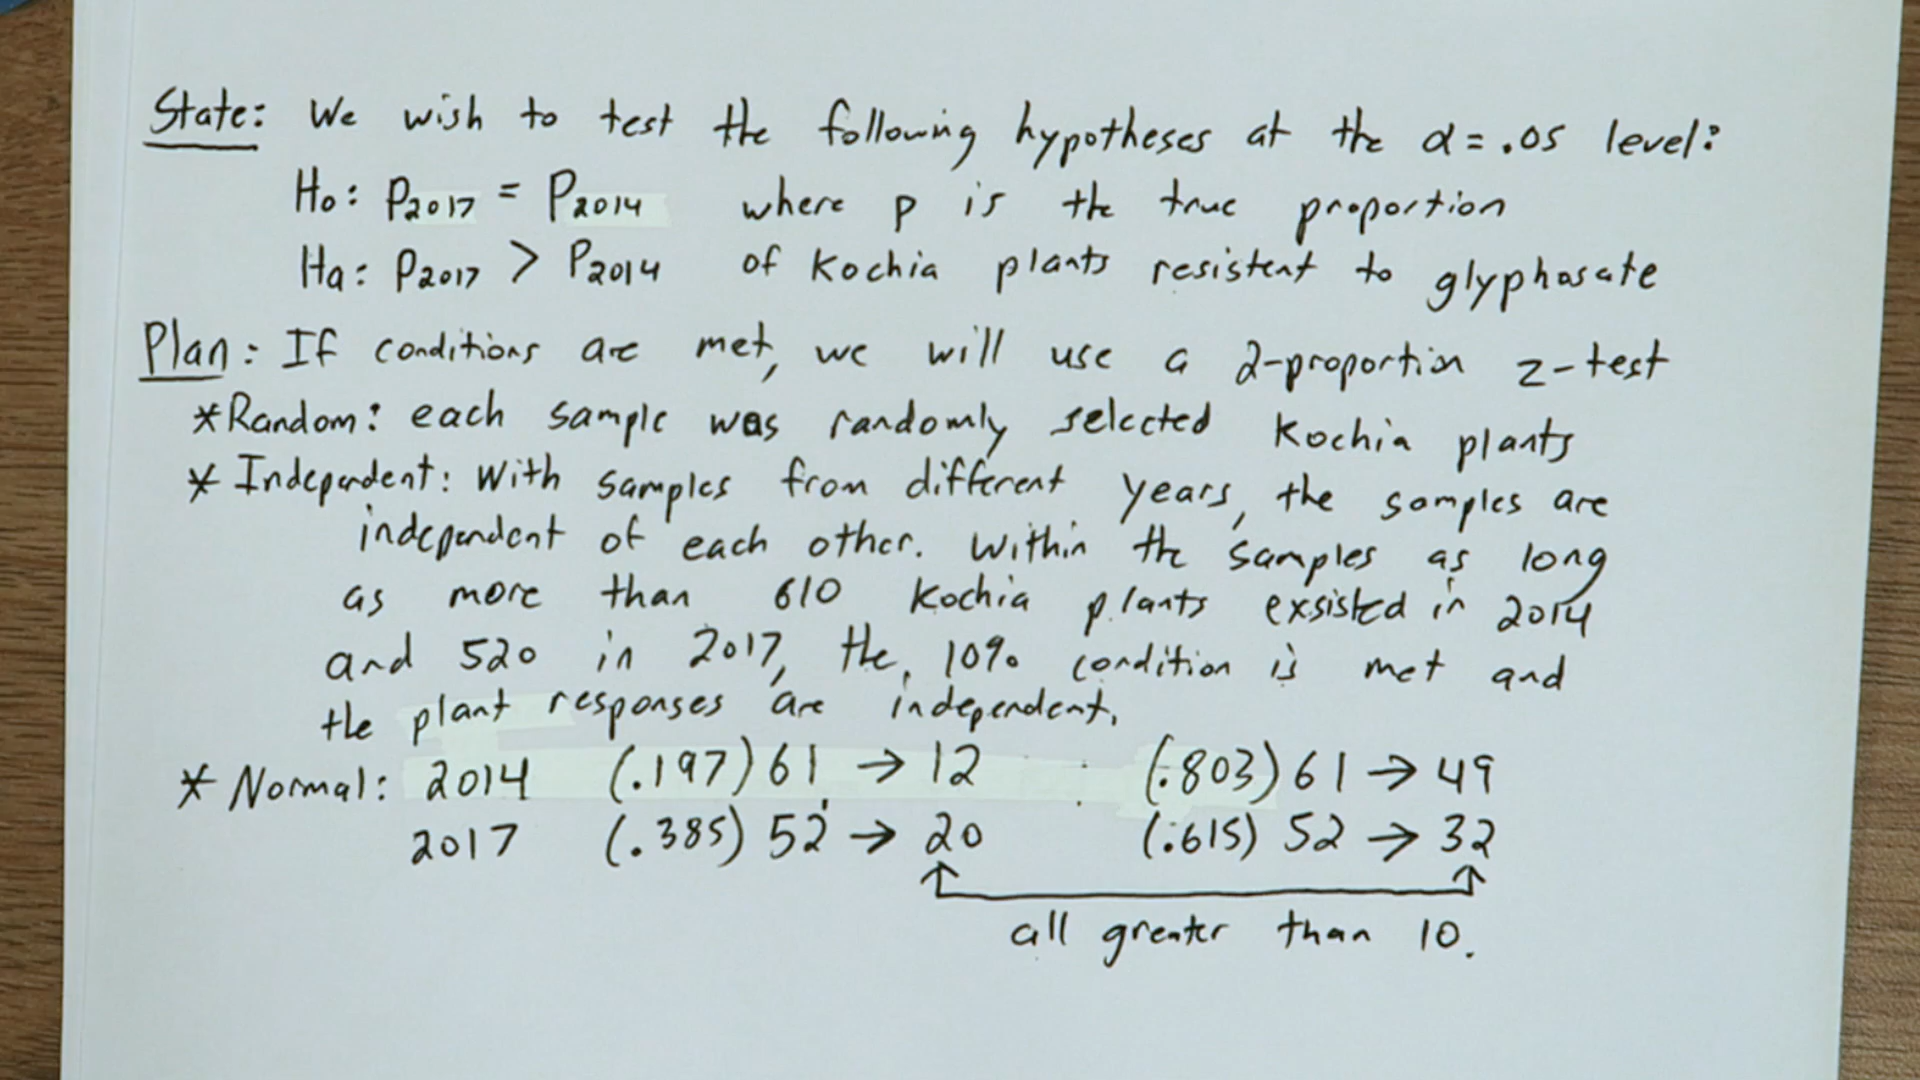 State: We wish to test the following hypotheses at the α = .05 level:
Ho: P2017 = P2014 where p is the true proportion
Ha: P2017 > P2014 of Kochia plants resistent to glyphosate
Plan: If conditions are met, we will use a 2-proportion z-test
* Random: each sample was randomly selected Kochia plants
* Independent: With samples from different years, the samples are
independent of each other. Within the samples as long
as more than 610 Kochia plants exsisted in 2014
and 520 in 2017, the 10% condition is met and
the plant responses are independent.
* Normal: 2014 (.197) 61 → 12 (.803) 61 → 49
2017 (.385) 52 → 20 (.615) 52 → 32
all greater than 10.